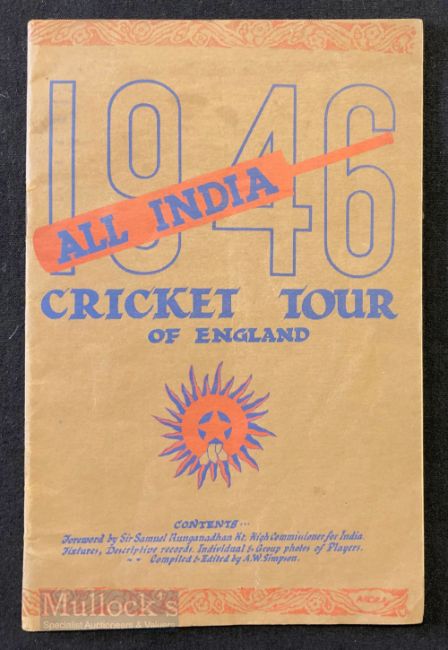 1946
ALL INDIA
CRICKET TOUR
OF ENGLAND
CONTENTS...
Foreword by Sir Samuel Runganadhan Kt. High Commissioner for India.
Fixtures, Descriptive records. Individual & Group photos of Players.
~ ~ Compiled & Edited by A.W. Simpson.
Mullock's
Specialist Auctioneers & Valuers